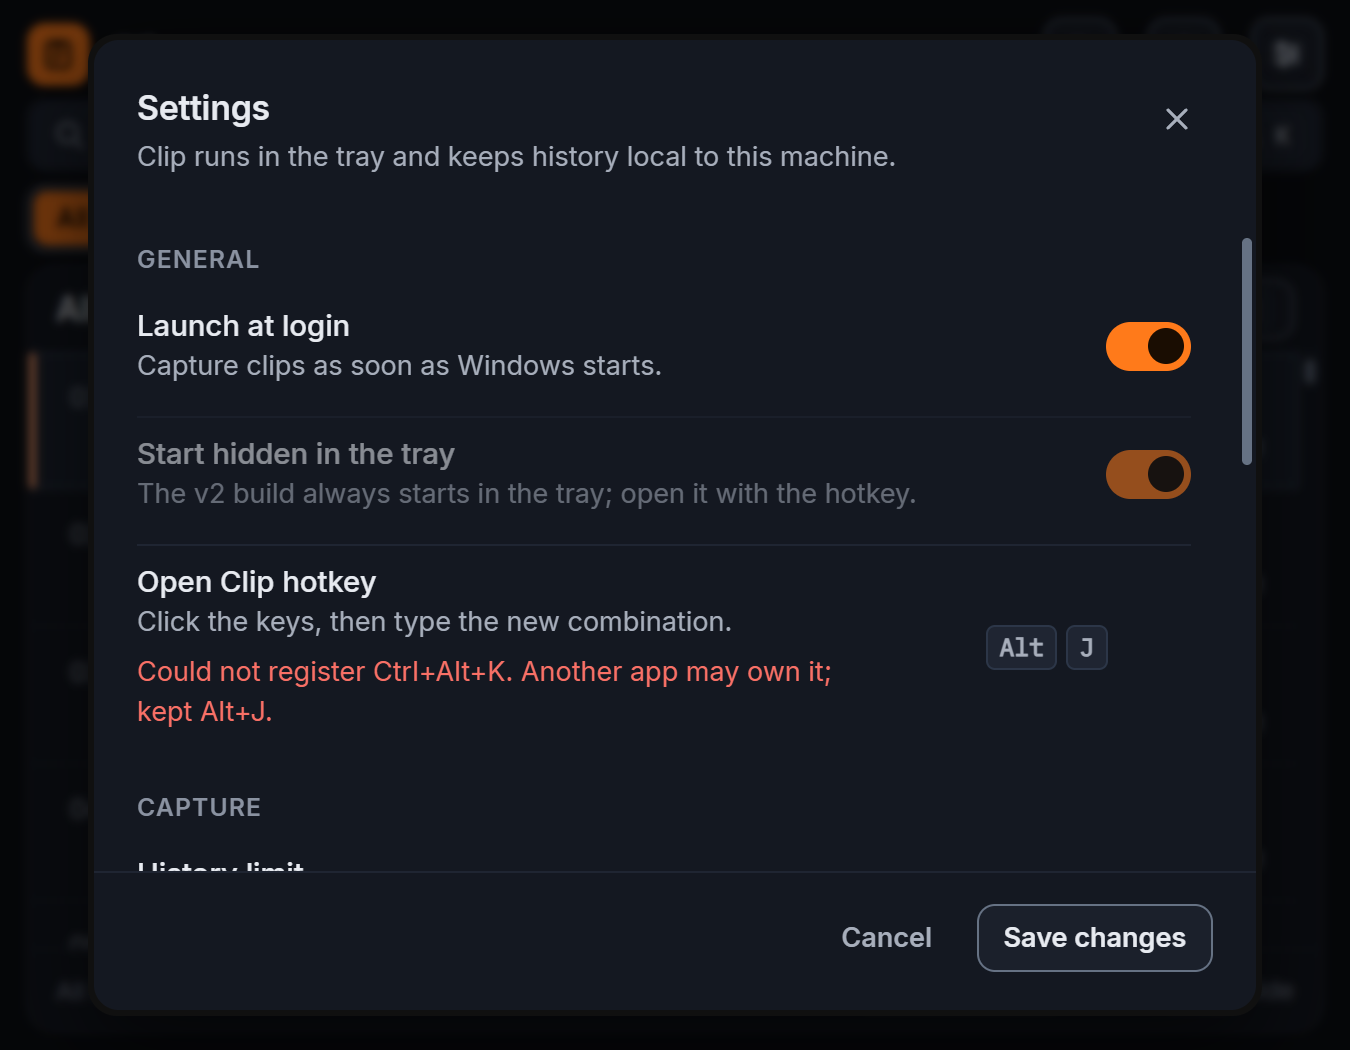 Settings
Clip runs in the tray and keeps history local to this machine.
GENERAL
Launch at login
Capture clips as soon as Windows starts.
Start hidden in the tray
The v2 build always starts in the tray; open it with the hotkey.
Open Clip hotkey
Click the keys, then type the new combination.
Alt J
Could not register Ctrl+Alt+K. Another app may own it;
kept Alt+J.
CAPTURE
History limit
Cancel Save changes